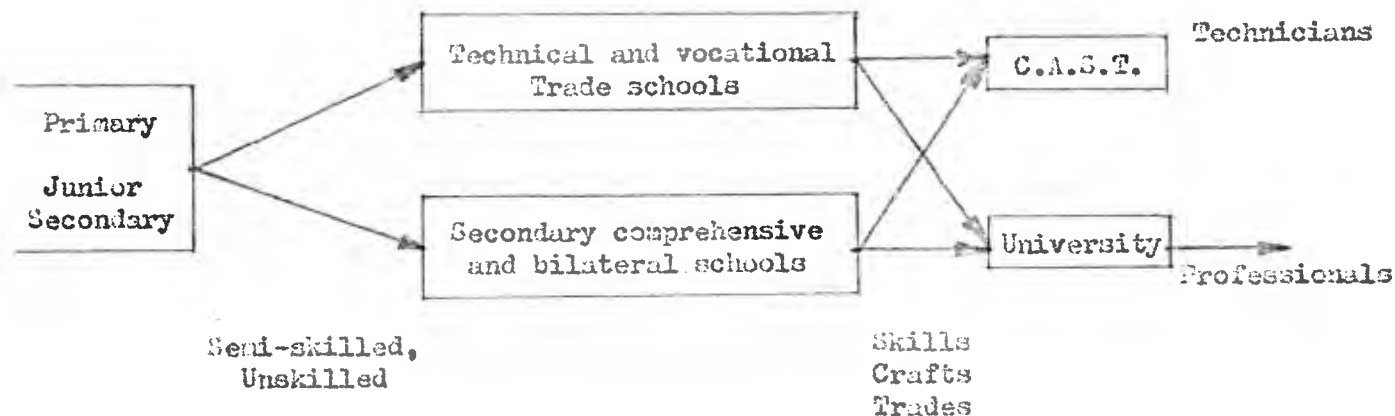 Primary
Junior
Secondary
Technical and vocational
Trade schools
Secondary comprehensive
and bilateral schools
C.A.S.T.
Technicians
University
Professionals
Semi-skilled,
Unskilled
Skills
Crafts
Trades